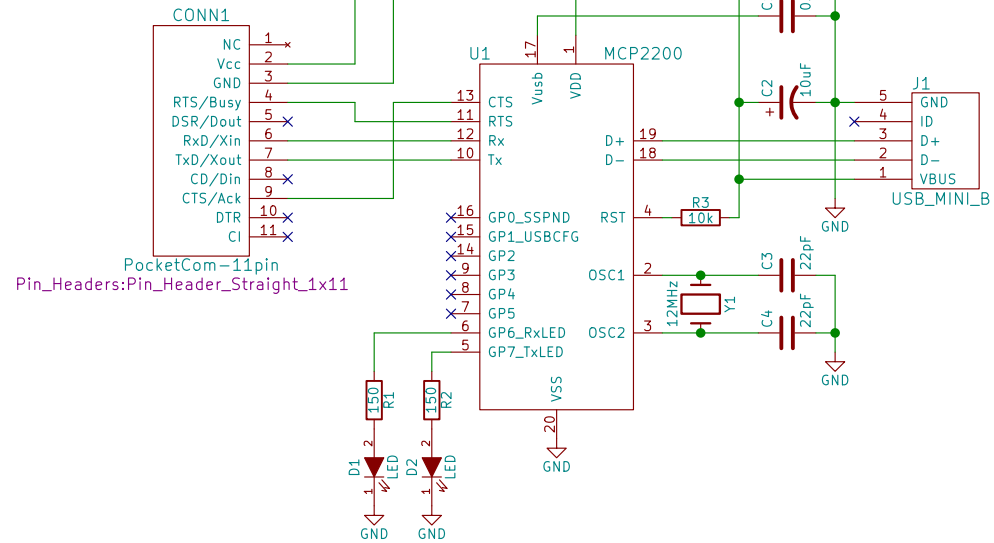 CONN1
NC 1
Vcc 2
GND 3
RTS/Busy 4
DSR/Dout 5
RxD/Xin 6
TxD/Xout 7
CD/Din 8
CTS/Ack 9
DTR 10
CI 11
PocketCom-11pin
Pin_Headers:Pin_Header_Straight_1x11
U1
MCP2200
17
Vusb
1
VDD
13 CTS
11 RTS
12 Rx
10 Tx
16 GP0_SSPND
15 GP1_USBCFG
14 GP2
9 GP3
8 GP4
7 GP5
6 GP6_RxLED
5 GP7_TxLED
D+ 19
D- 18
RST 4
OSC1 2
OSC2 3
VSS
20
GND
150
R1
150
R2
2
D1
LED
1
GND
2
D2
LED
1
GND
C
0
C2
10uF
+
R3
10k
GND
12MHz
Y1
C3
22pF
C4
22pF
GND
J1
5 GND
4 ID
3 D+
2 D-
1 VBUS
USB_MINI_B